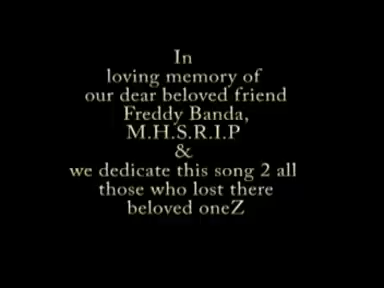 In
loving memory of
our dear beloved friend
Freddy Banda,
M.H.S.R.I.P
&
we dedicate this song 2 all
those who lost there
beloved oneZ